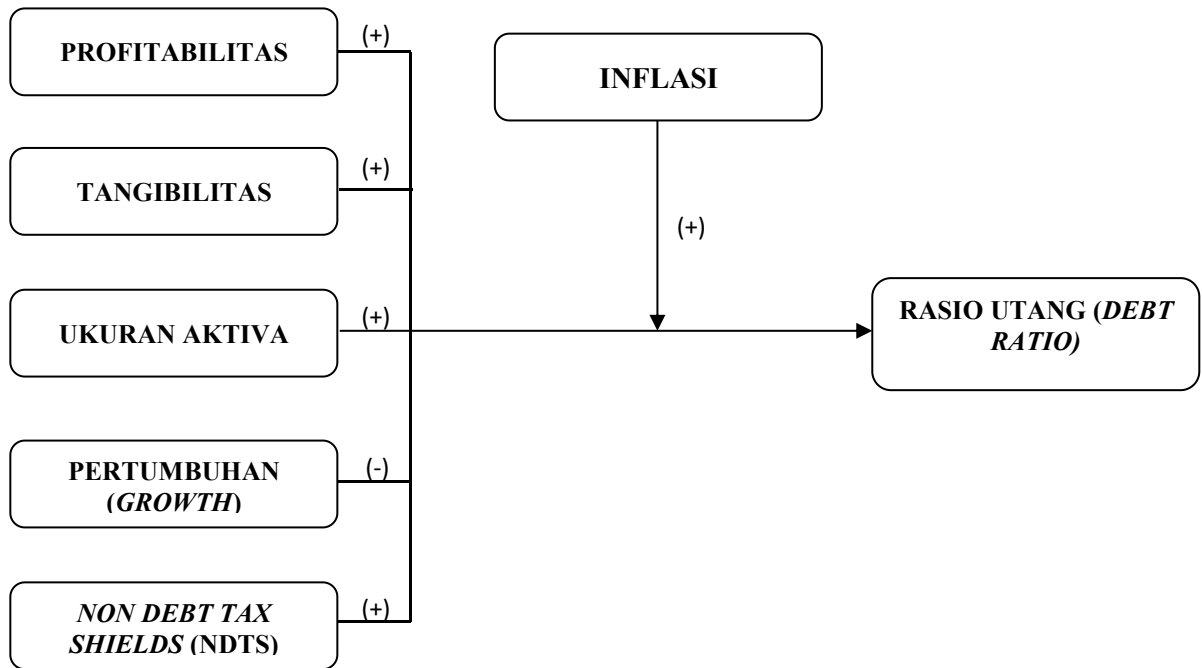 PROFITABILITAS
(+)
INFLASI
TANGIBILITAS
(+)
(+)
UKURAN AKTIVA
(+)
RASIO UTANG (DEBT
RATIO)
PERTUMBUHAN
(GROWTH)
(-)
NON DEBT TAX
SHIELDS (NDTS)
(+)